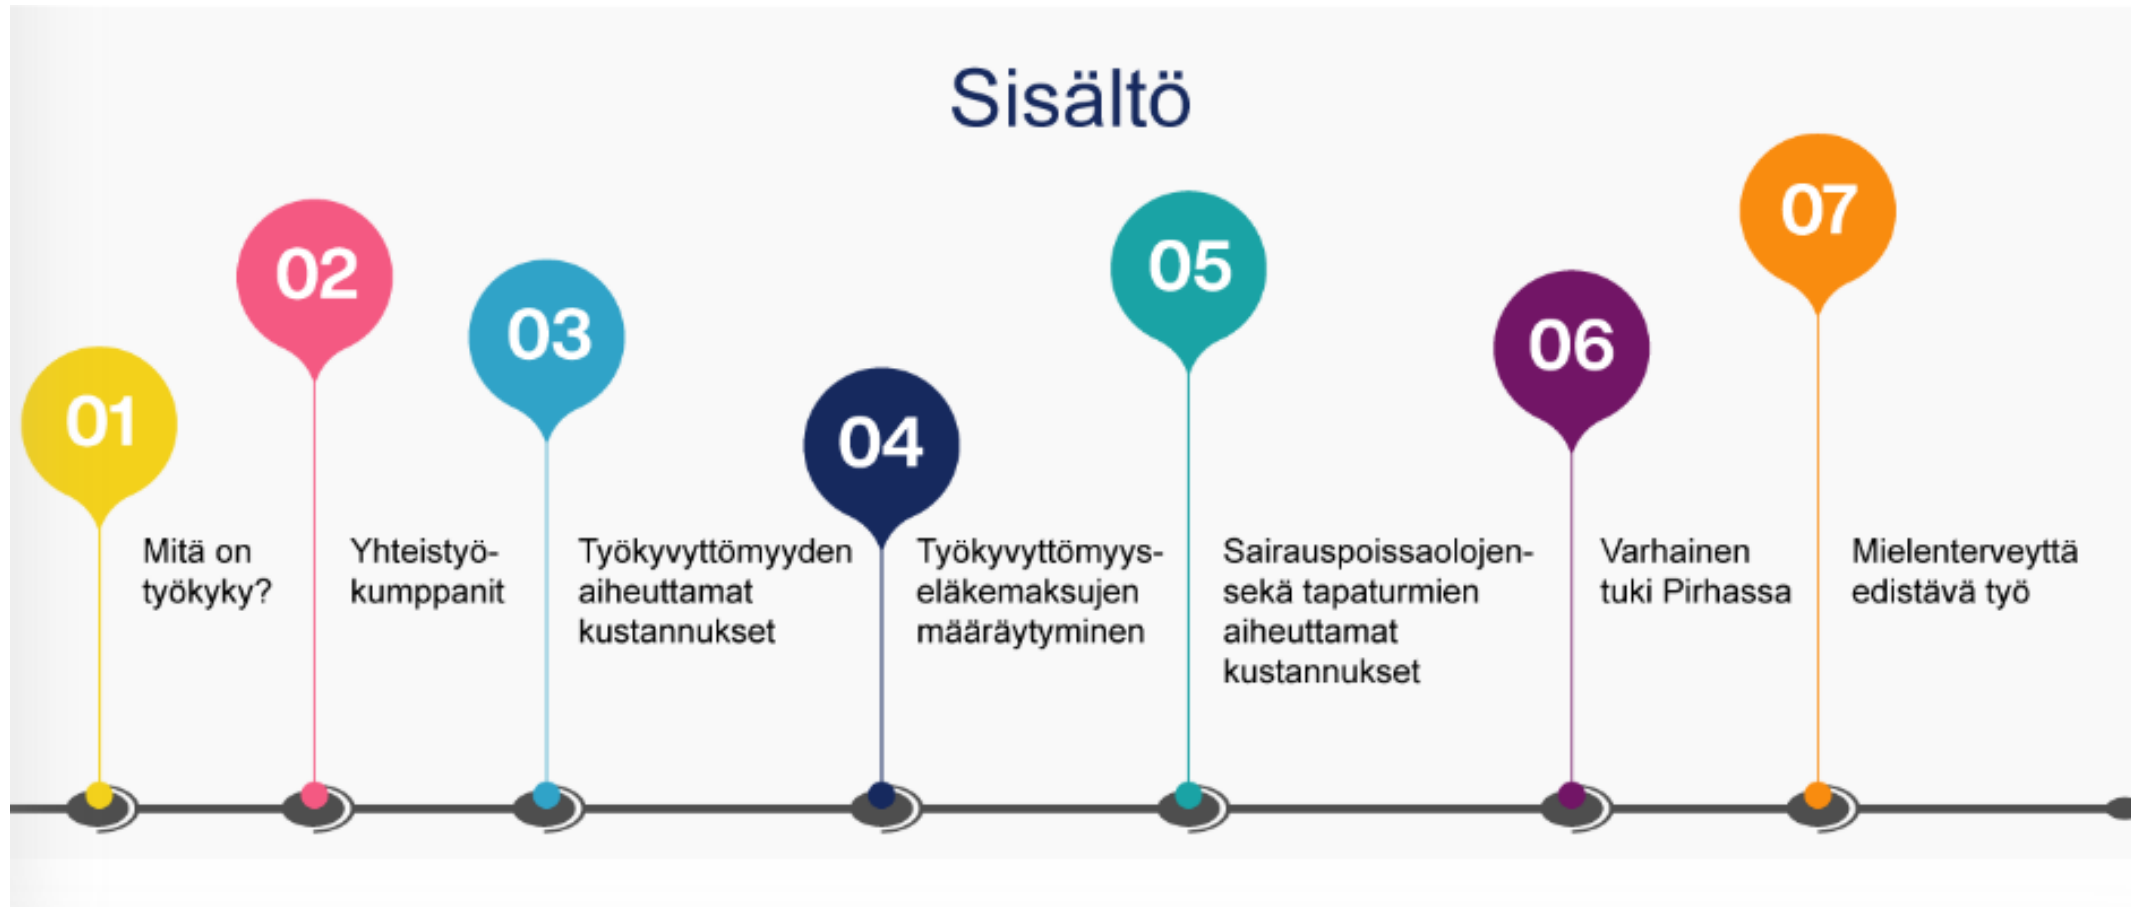 Sisältö
01
Mitä on
työkyky?
02
Yhteistyö-
kumppanit
03
Työkyvyttömyyden
aiheuttamat
kustannukset
04
Työkyvyttömyys-
eläkemaksujen
määräytyminen
05
Sairauspoissaolojen-
sekä tapaturmien
aiheuttamat
kustannukset
06
Varhainen
tuki Pirhassa
07
Mielenterveyttä
edistävä työ